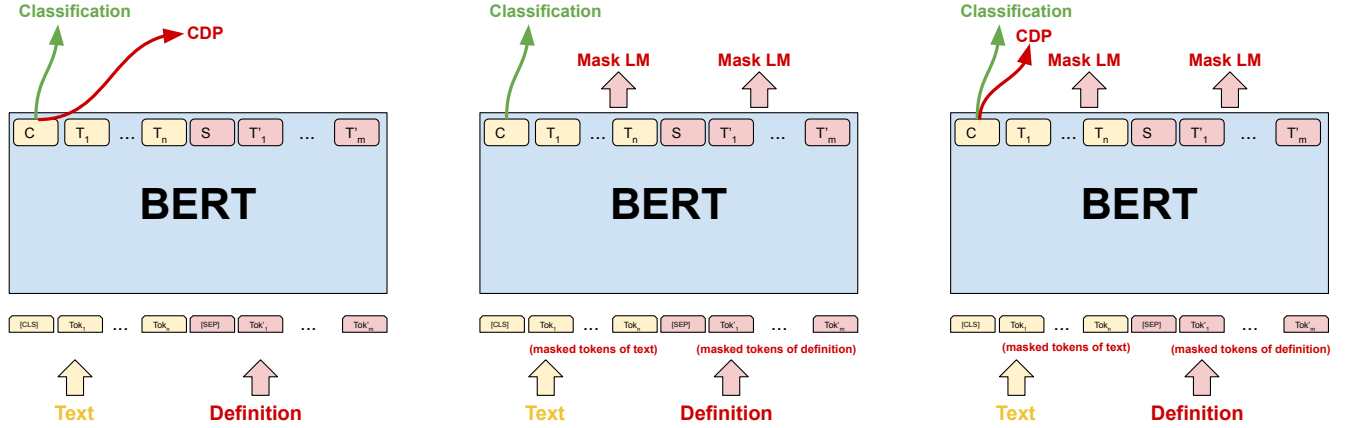 Classification
CDP
C T1 ... Tn S T'1 ... T'm
BERT
[CLS] Tok1 ... Tokn [SEP] Tok'1 ... Tok'm
Text
Definition
Classification
Mask LM
Mask LM
C T1 ... Tn S T'1 ... T'm
BERT
[CLS] Tok1 ... Tokn [SEP] Tok'1 ... Tok'm
(masked tokens of text)
(masked tokens of definition)
Text
Definition
Classification
CDP
Mask LM
Mask LM
C T1 ... Tn S T'1 ... T'm
BERT
[CLS] Tok1 ... Tokn [SEP] Tok'1 ... Tok'm
(masked tokens of text)
(masked tokens of definition)
Text
Definition